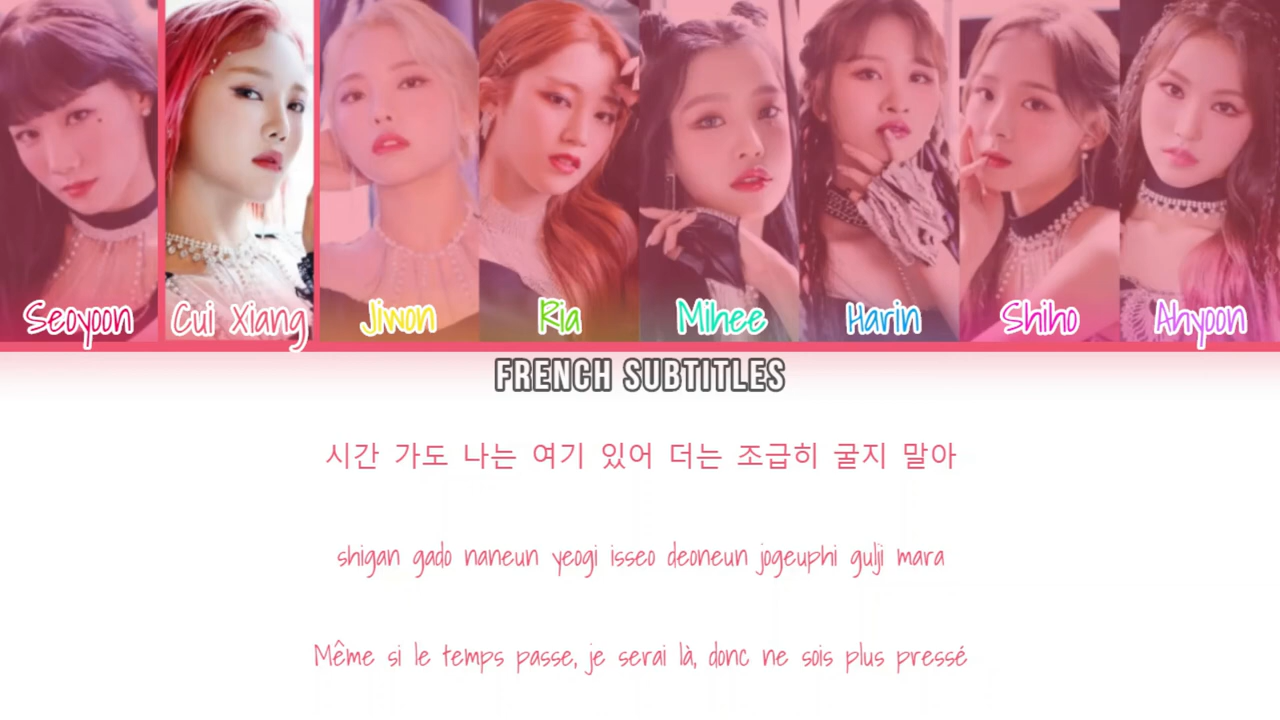 Seoyoon Cui Xiang Jiwon Ria Mihee Harin Shiho Ahyoon
FRENCH SUBTITLES
시간 가도 나는 여기 있어 더는 조급히 굴지 말아
shigan gado naneun yeogi isseo deoneun jogeuphi gulji mara
Même si le temps passe, je serai là, donc ne sois plus pressé